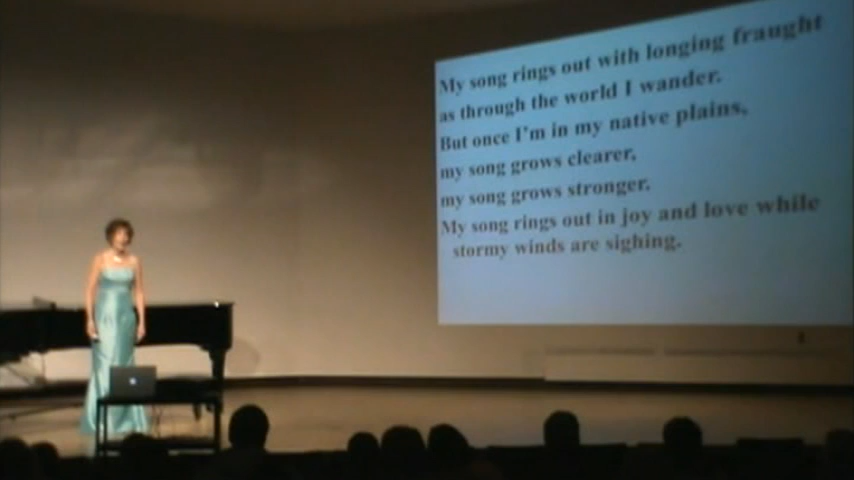 My song rings out with longing fraught
as through the world I wander.
But once I'm in my native plains,
my song grows clearer,
my song grows stronger.
My song rings out in joy and love while
stormy winds are sighing.